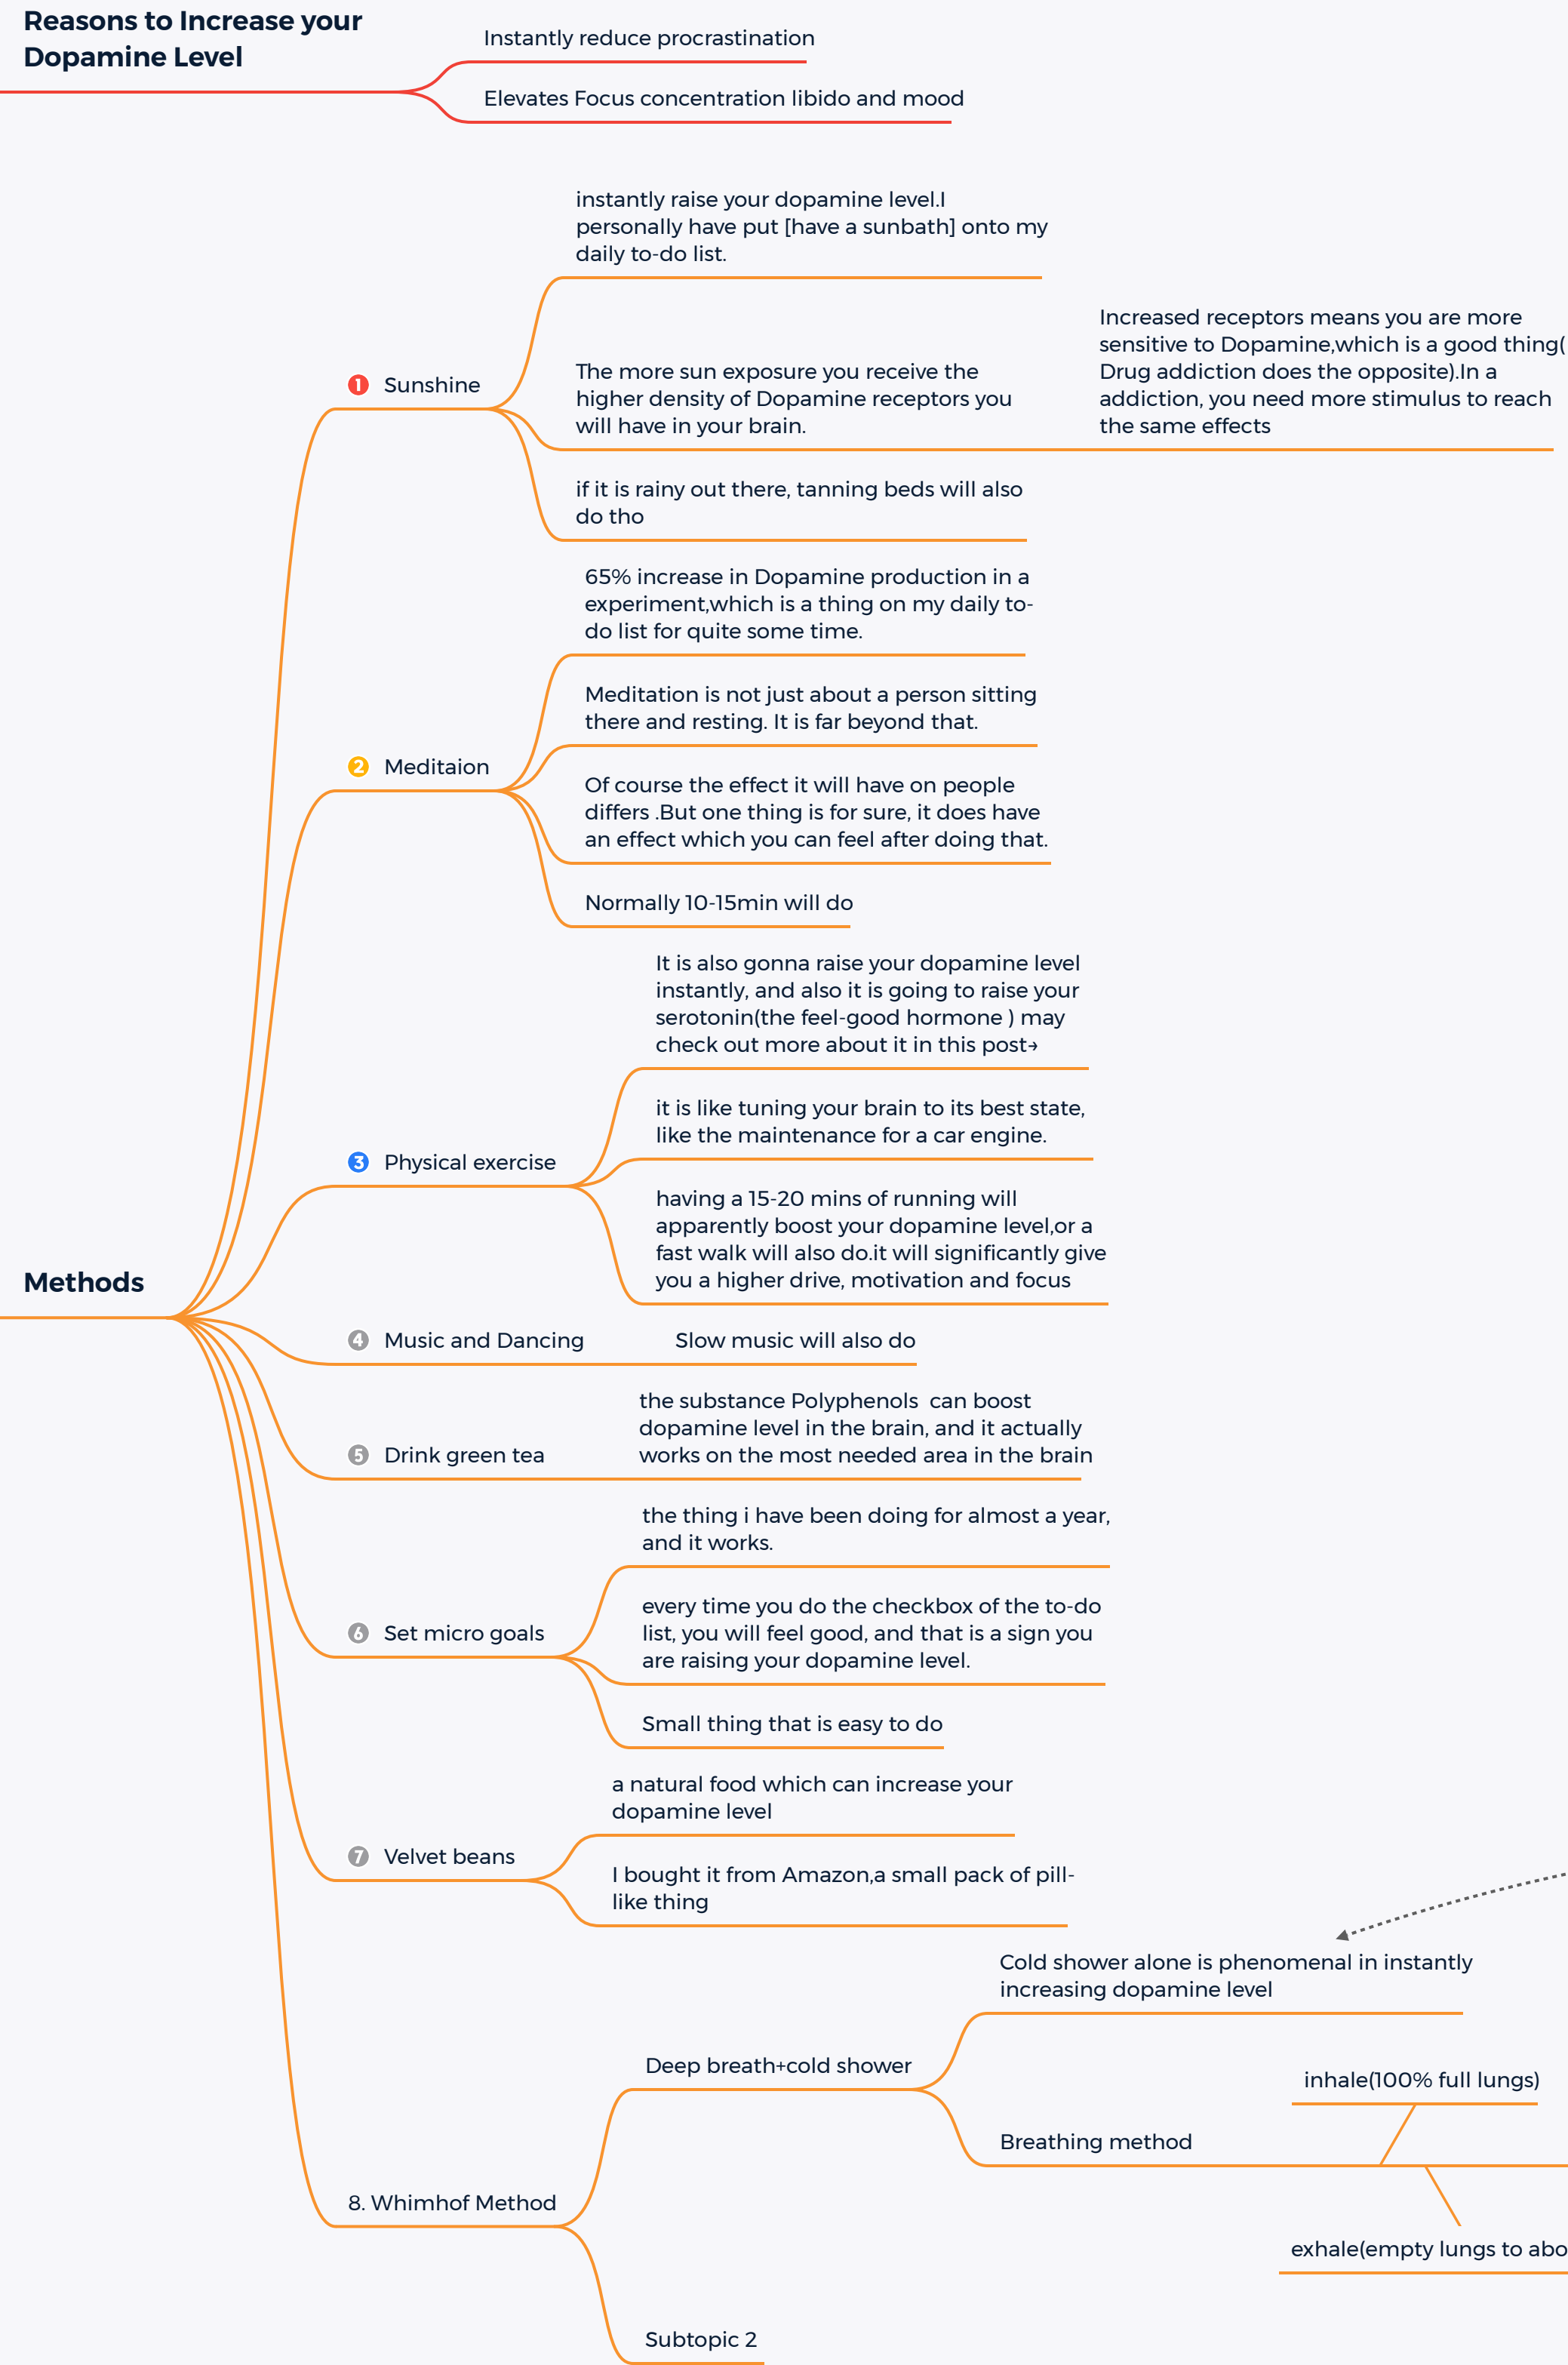 Reasons to Increase your
Dopamine Level
Instantly reduce procrastination
Elevates Focus concentration libido and mood
Methods
1 Sunshine
instantly raise your dopamine level.I
personally have put [have a sunbath] onto my
daily to-do list.
The more sun exposure you receive the
higher density of Dopamine receptors you
will have in your brain.
Increased receptors means you are more
sensitive to Dopamine,which is a good thing(
Drug addiction does the opposite).In a
addiction, you need more stimulus to reach
the same effects
if it is rainy out there, tanning beds will also
do tho
2 Meditaion
65% increase in Dopamine production in a
experiment,which is a thing on my daily to-
do list for quite some time.
Meditation is not just about a person sitting
there and resting. It is far beyond that.
Of course the effect it will have on people
differs .But one thing is for sure, it does have
an effect which you can feel after doing that.
Normally 10-15min will do
3 Physical exercise
It is also gonna raise your dopamine level
instantly, and also it is going to raise your
serotonin(the feel-good hormone ) may
check out more about it in this post→
it is like tuning your brain to its best state,
like the maintenance for a car engine.
having a 15-20 mins of running will
apparently boost your dopamine level,or a
fast walk will also do.it will significantly give
you a higher drive, motivation and focus
4 Music and Dancing
Slow music will also do
5 Drink green tea
the substance Polyphenols  can boost
dopamine level in the brain, and it actually
works on the most needed area in the brain
6 Set micro goals
the thing i have been doing for almost a year,
and it works.
every time you do the checkbox of the to-do
list, you will feel good, and that is a sign you
are raising your dopamine level.
Small thing that is easy to do
7 Velvet beans
a natural food which can increase your
dopamine level
I bought it from Amazon,a small pack of pill-
like thing
8. Whimhof Method
Deep breath+cold shower
Cold shower alone is phenomenal in instantly
increasing dopamine level
Breathing method
inhale(100% full lungs)
exhale(empty lungs to abo
Subtopic 2